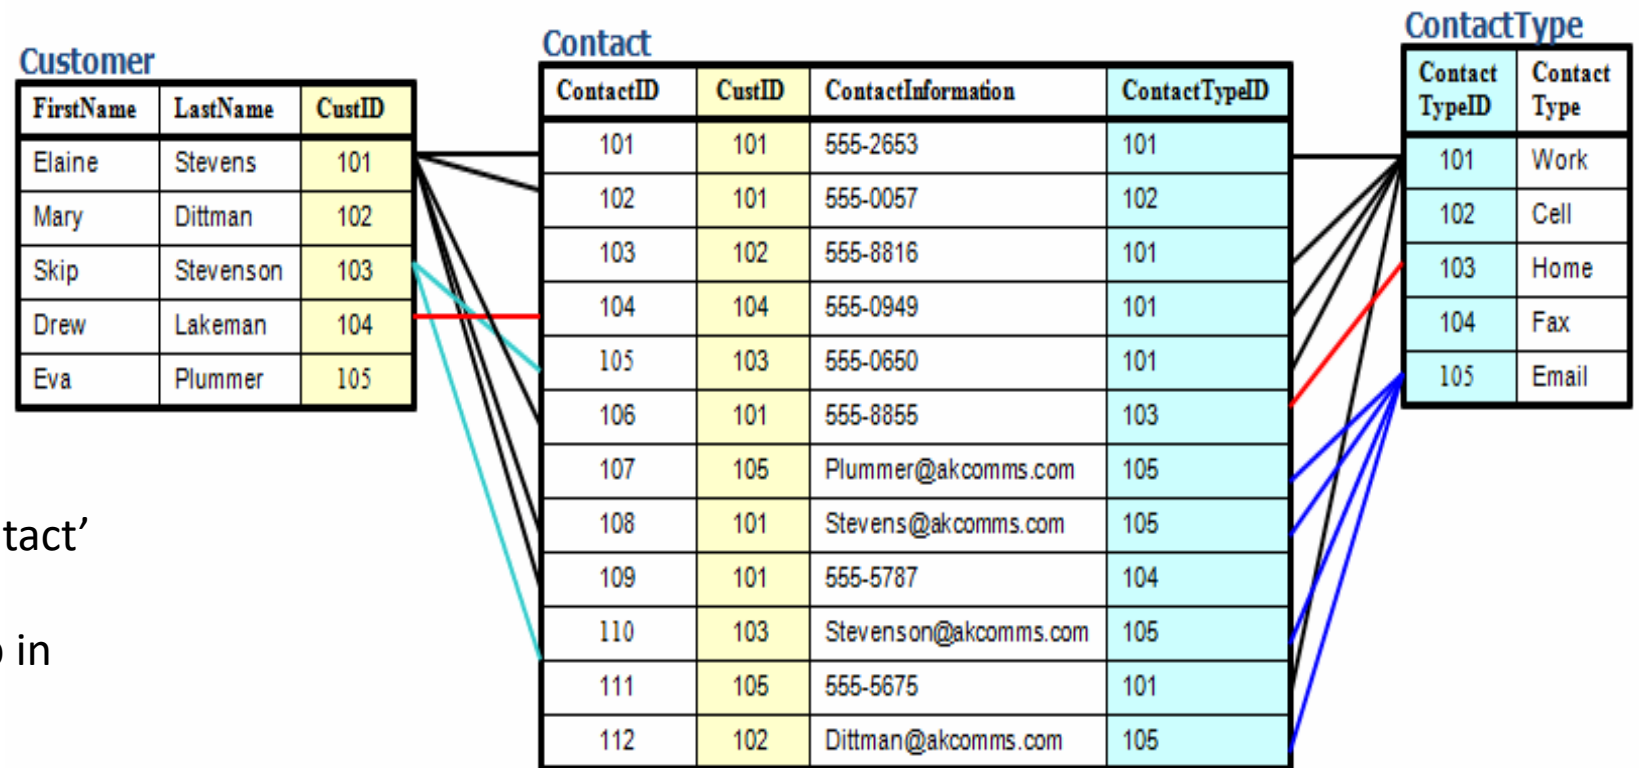 Customer
FirstName LastName CustID
Elaine Stevens 101
Mary Dittman 102
Skip Stevenson 103
Drew Lakeman 104
Eva Plummer 105
Contact
ContactID CustID ContactInformation ContactTypeID
101 101 555-2653 101
102 101 555-0057 102
103 102 555-8816 101
104 104 555-0949 101
105 103 555-0650 101
106 101 555-8855 103
107 105 Plummer@akcomms.com 105
108 101 Stevens@akcomms.com 105
109 101 555-5787 104
110 103 Stevenson@akcomms.com 105
111 105 555-5675 101
112 102 Dittman@akcomms.com 105
ContactType
Contact Contact
TypeID Type
101 Work
102 Cell
103 Home
104 Fax
105 Email
tact’
in